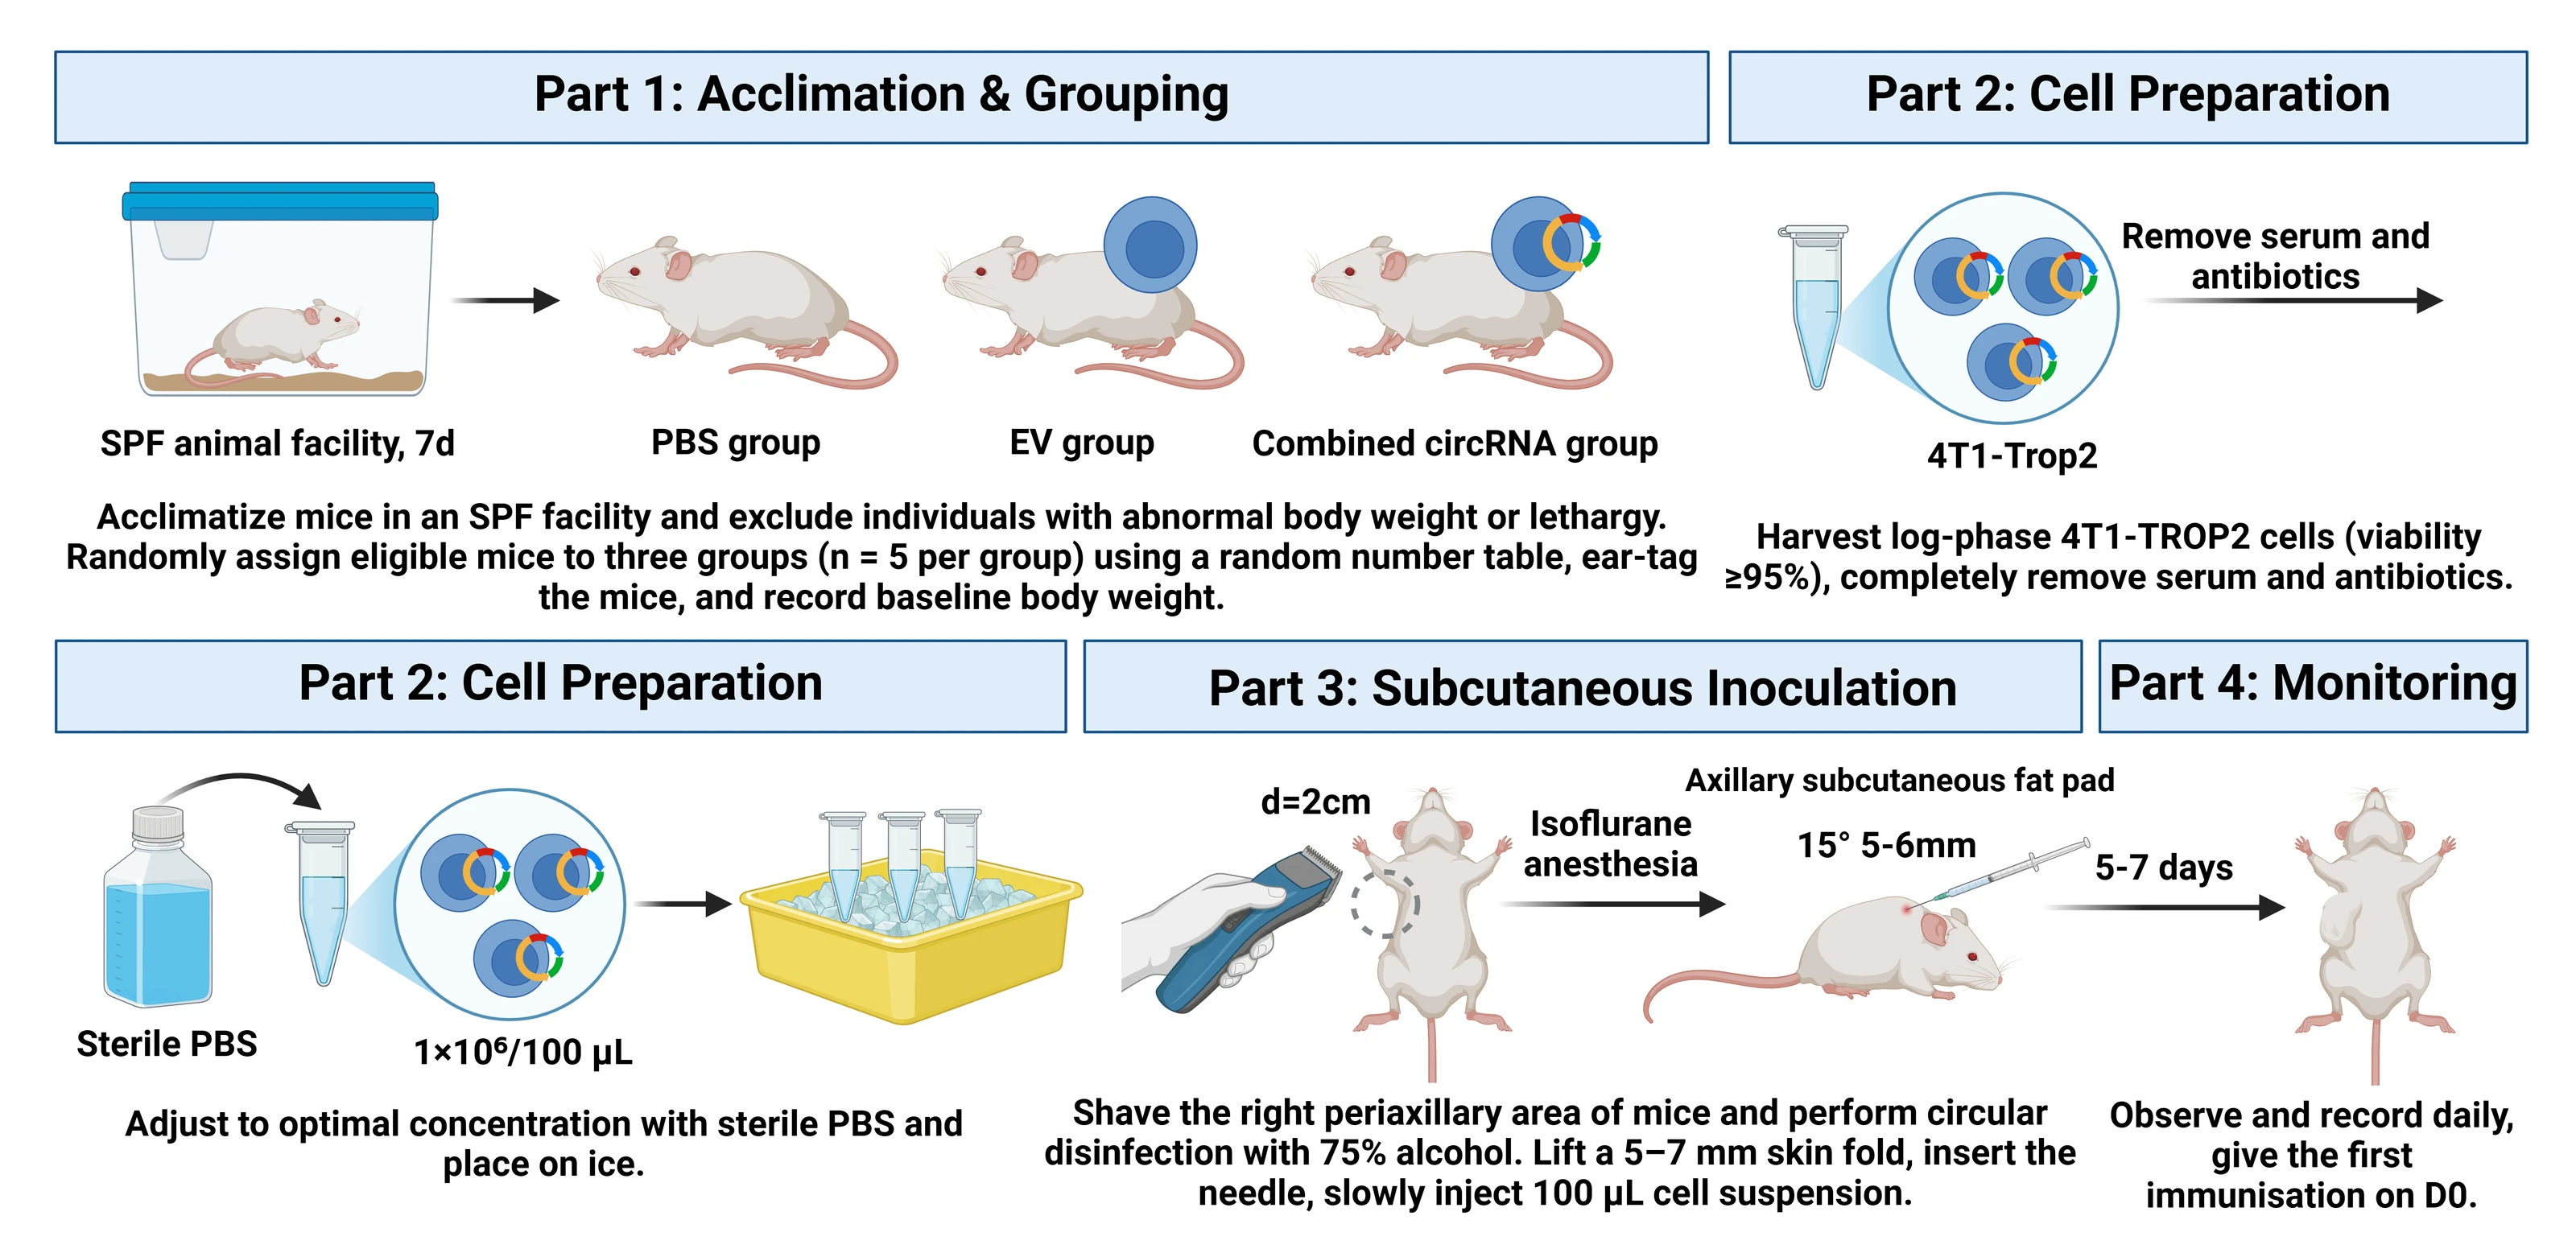 Part 1: Acclimation & Grouping
Part 2: Cell Preparation
Remove serum and
antibiotics
SPF animal facility, 7d
PBS group
EV group
Combined circRNA group
4T1-Trop2
Acclimatize mice in an SPF facility and exclude individuals with abnormal body weight or lethargy.
Randomly assign eligible mice to three groups (n = 5 per group) using a random number table, ear-tag
the mice, and record baseline body weight.
Harvest log-phase 4T1-TROP2 cells (viability
≥95%), completely remove serum and antibiotics.
Part 2: Cell Preparation
Part 3: Subcutaneous Inoculation
Part 4: Monitoring
Sterile PBS
1×10⁶/100 µL
Adjust to optimal concentration with sterile PBS and
place on ice.
d=2cm
Isoflurane
anesthesia
Axillary subcutaneous fat pad
15° 5-6mm
5-7 days
Shave the right periaxillary area of mice and perform circular
disinfection with 75% alcohol. Lift a 5–7 mm skin fold, insert the
needle, slowly inject 100 µL cell suspension.
Observe and record daily,
give the first
immunisation on D0.